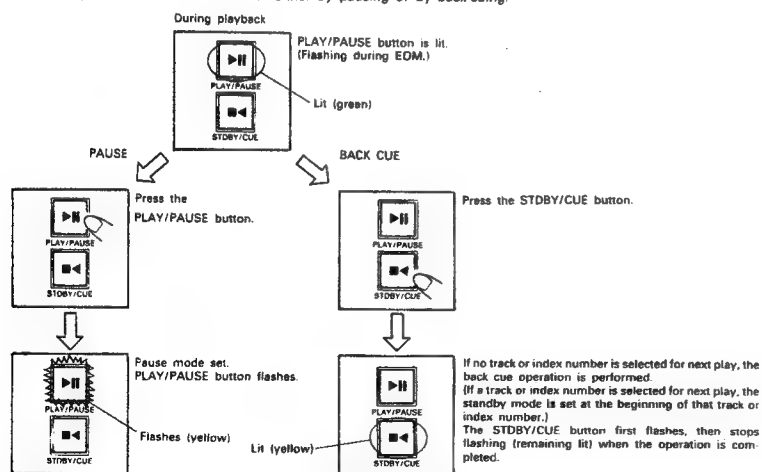 by pausing or by back cuing.
During playback
PLAY/PAUSE button is lit.
(Flashing during EOM.)
PLAY/PAUSE
Lit (green)
STDBY/CUE
PAUSE
BACK CUE
Press the
PLAY/PAUSE button.
PLAY/PAUSE
STDBY/CUE
Press the STDBY/CUE button.
PLAY/PAUSE
STDBY/CUE
Pause mode set.
PLAY/PAUSE button flashes.
PLAY/PAUSE
Flashes (yellow)
STDBY/CUE
PLAY/PAUSE
Lit (yellow)
STDBY/CUE
If no track or index number is selected for next play, the
back cue operation is performed.
(If a track or index number is selected for next play, the
standby mode is set at the beginning of that track or
index number.)
The STDBY/CUE button first flashes, then stops
flashing (remaining lit) when the operation is com-
pleted.